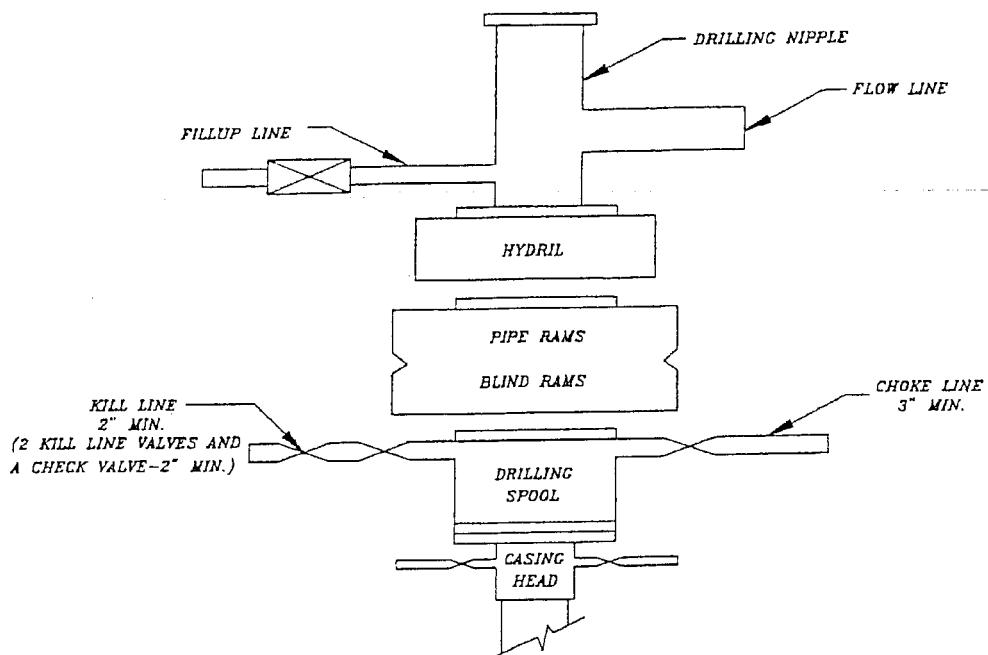 DRILLING NIPPLE
FLOW LINE
FILLUP LINE
HYDRIL
PIPE RAMS
BLIND RAMS
CHOKE LINE
3" MIN.
KILL LINE
2" MIN.
(2 KILL LINE VALVES AND
A CHECK VALVE-2" MIN.)
DRILLING
SPOOL
CASING
HEAD